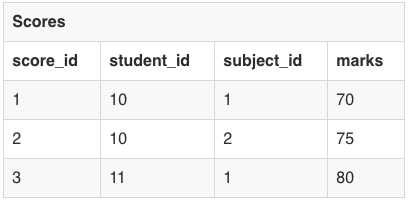 Scores
score_id student_id subject_id marks
1 10 1 70
2 10 2 75
3 11 1 80